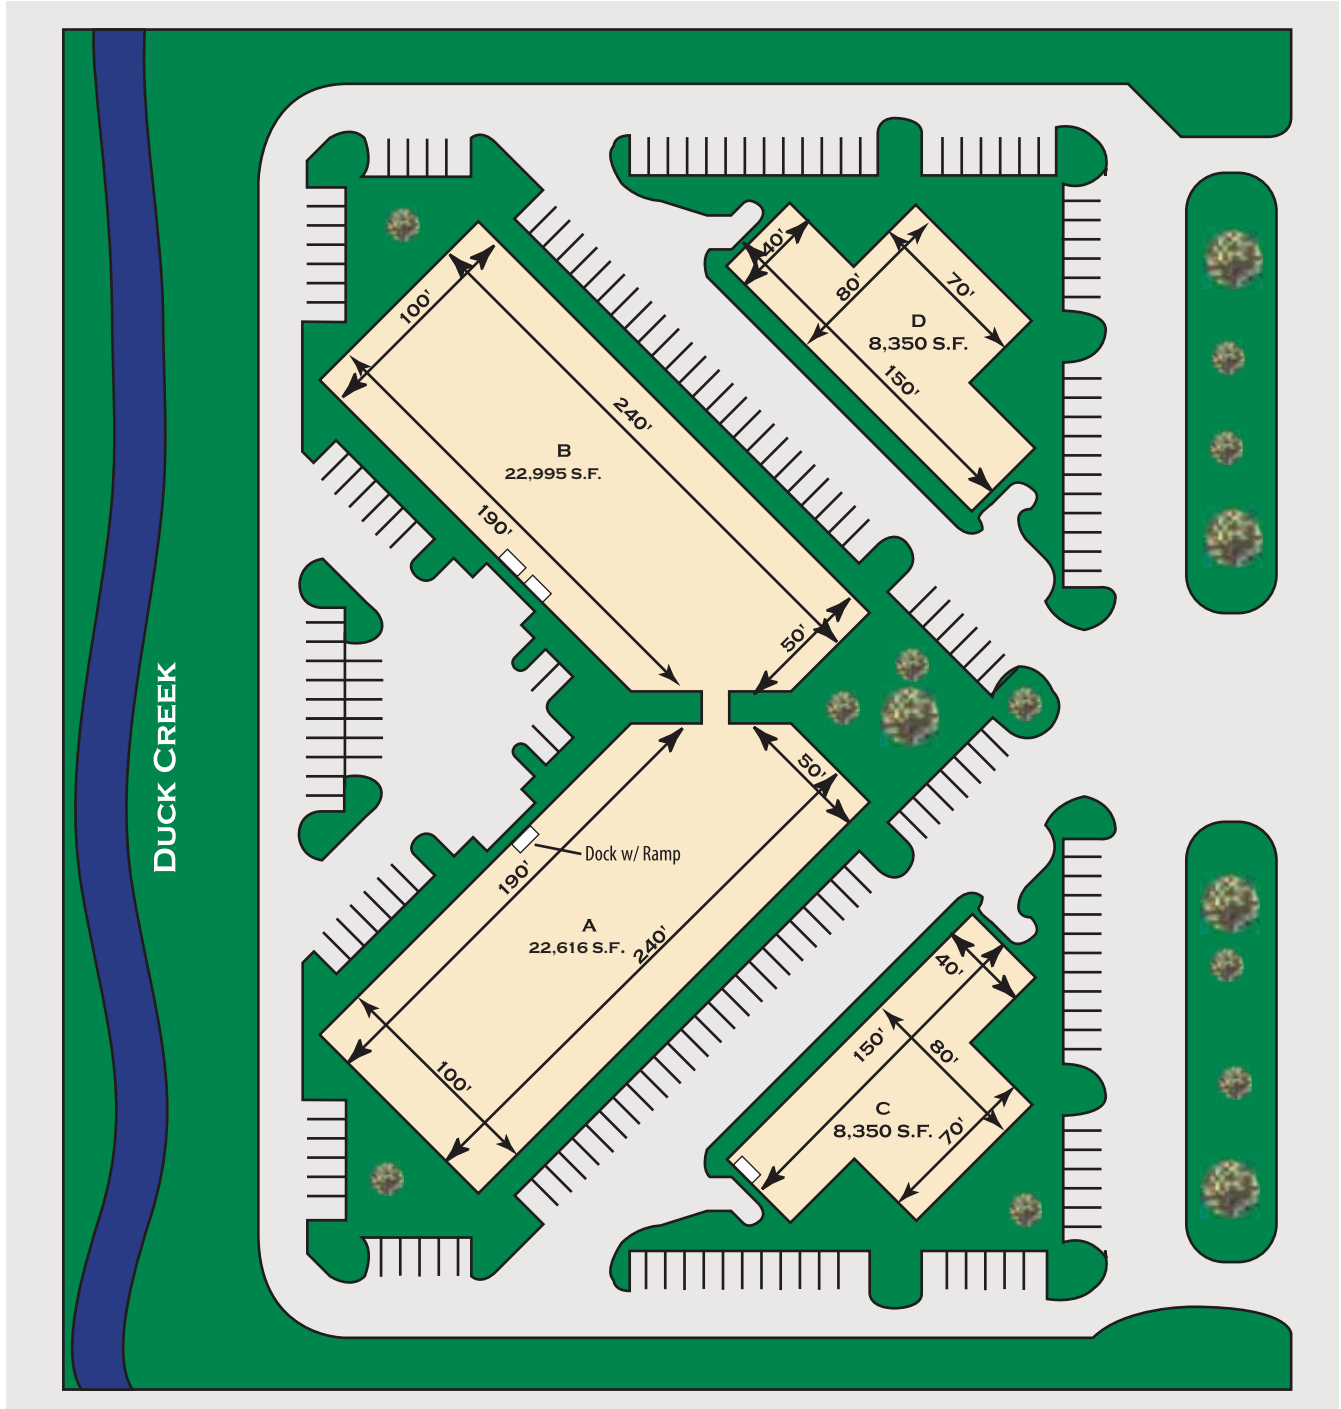 40'
80'
70'
D
8,350 S.F.
150'
100'
240'
B
22,995 S.F.
190'
50'
DUCK CREEK
50'
Dock w/ Ramp
190'
A
22,616 S.F.
240'
100'
40'
150'
80'
C
8,350 S.F.
70'